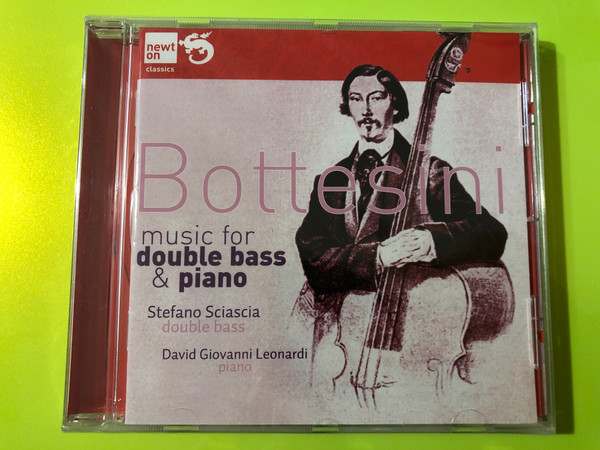 newt
on
classics
Bottesini
music for
double bass
& piano
Stefano Sciascia
double bass
David Giovanni Leonardi
piano